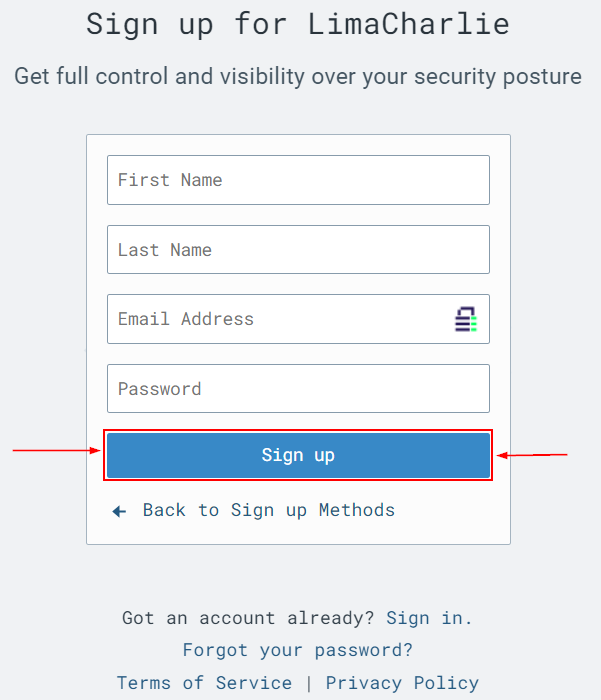 Sign up for LimaCharlie
Get full control and visibility over your security posture
First Name
Last Name
Email Address
Password
Sign up
Back to Sign up Methods
Got an account already? Sign in.
Forgot your password?
Terms of Service | Privacy Policy